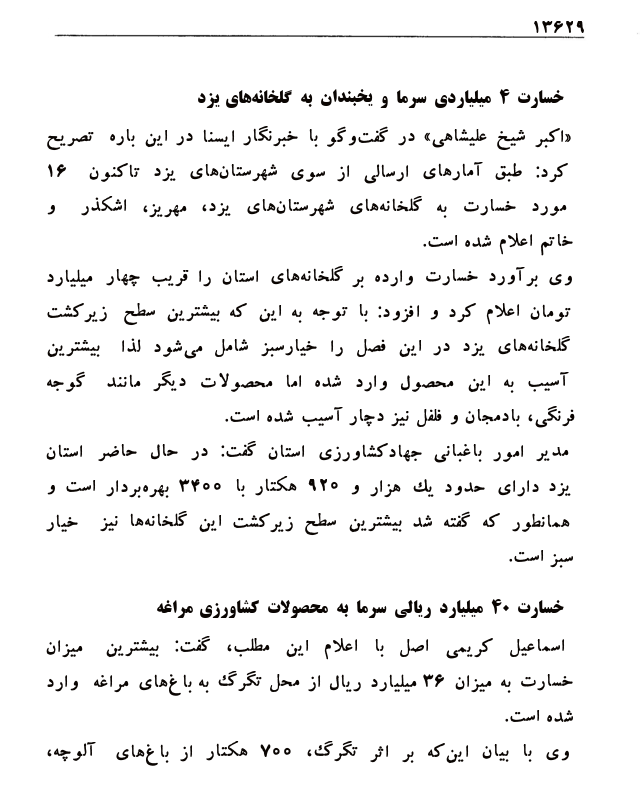 ۱۳۶۲۹
خسارت ۴ میلیاردی سرما و یخبندان به گلخانه‌های یزد
«اکبر شیخ علیشاهی» در گفت‌وگو با خبرنگار ایسنا در این باره تصریح
کرد: طبق آمارهای ارسالی از سوی شهرستان‌های یزد تاکنون ۱۶
مورد خسارت به گلخانه‌های شهرستان‌های یزد، مهریز، اشکذر و
خاتم اعلام شده است.
وی برآورد خسارت وارده بر گلخانه‌های استان را قریب چهار میلیارد
تومان اعلام کرد و افزود: با توجه به این که بیشترین سطح زیرکشت
گلخانه‌های یزد در این فصل را خیارسبز شامل می‌شود لذا بیشترین
آسیب به این محصول وارد شده اما محصولات دیگر مانند گوجه
فرنگی، بادمجان و فلفل نیز دچار آسیب شده است.
مدیر امور باغبانی جهادکشاورزی استان گفت: در حال حاضر استان
یزد دارای حدود یك هزار و ۹۲۰ هکتار با ۳۴۰۰ بهره‌بردار است و
همانطور که گفته شد بیشترین سطح زیرکشت این گلخانه‌ها نیز خیار
سبز است.
خسارت ۴۰ میلیارد ریالی سرما به محصولات کشاورزی مراغه
اسماعیل کریمی اصل با اعلام این مطلب، گفت: بیشترین میزان
خسارت به میزان ۳۶ میلیارد ریال از محل تگرگ به باغ‌های مراغه وارد
شده است.
وی با بیان این‌که بر اثر تگرگ، ۷۰۰ هکتار از باغ‌های آلوچه،